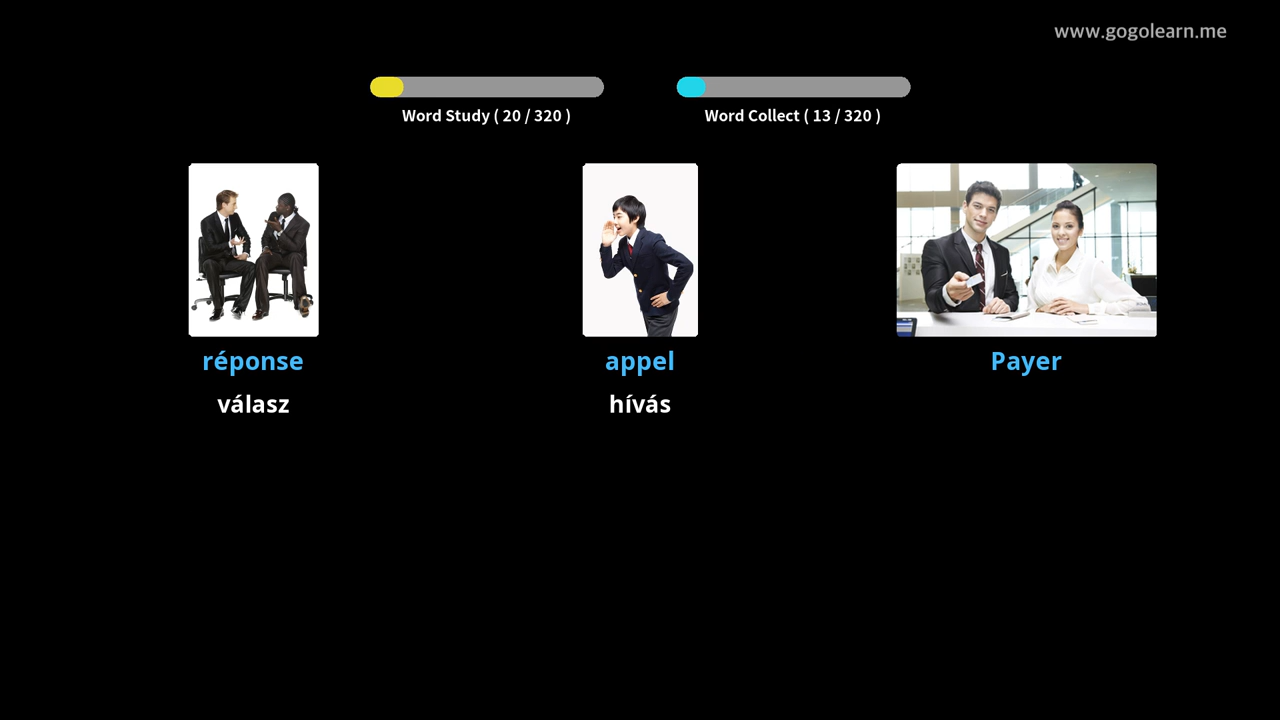 www.gogolearn.me
Word Study ( 20 / 320 )
Word Collect ( 13 / 320 )
réponse
appel
Payer
válasz
hívás